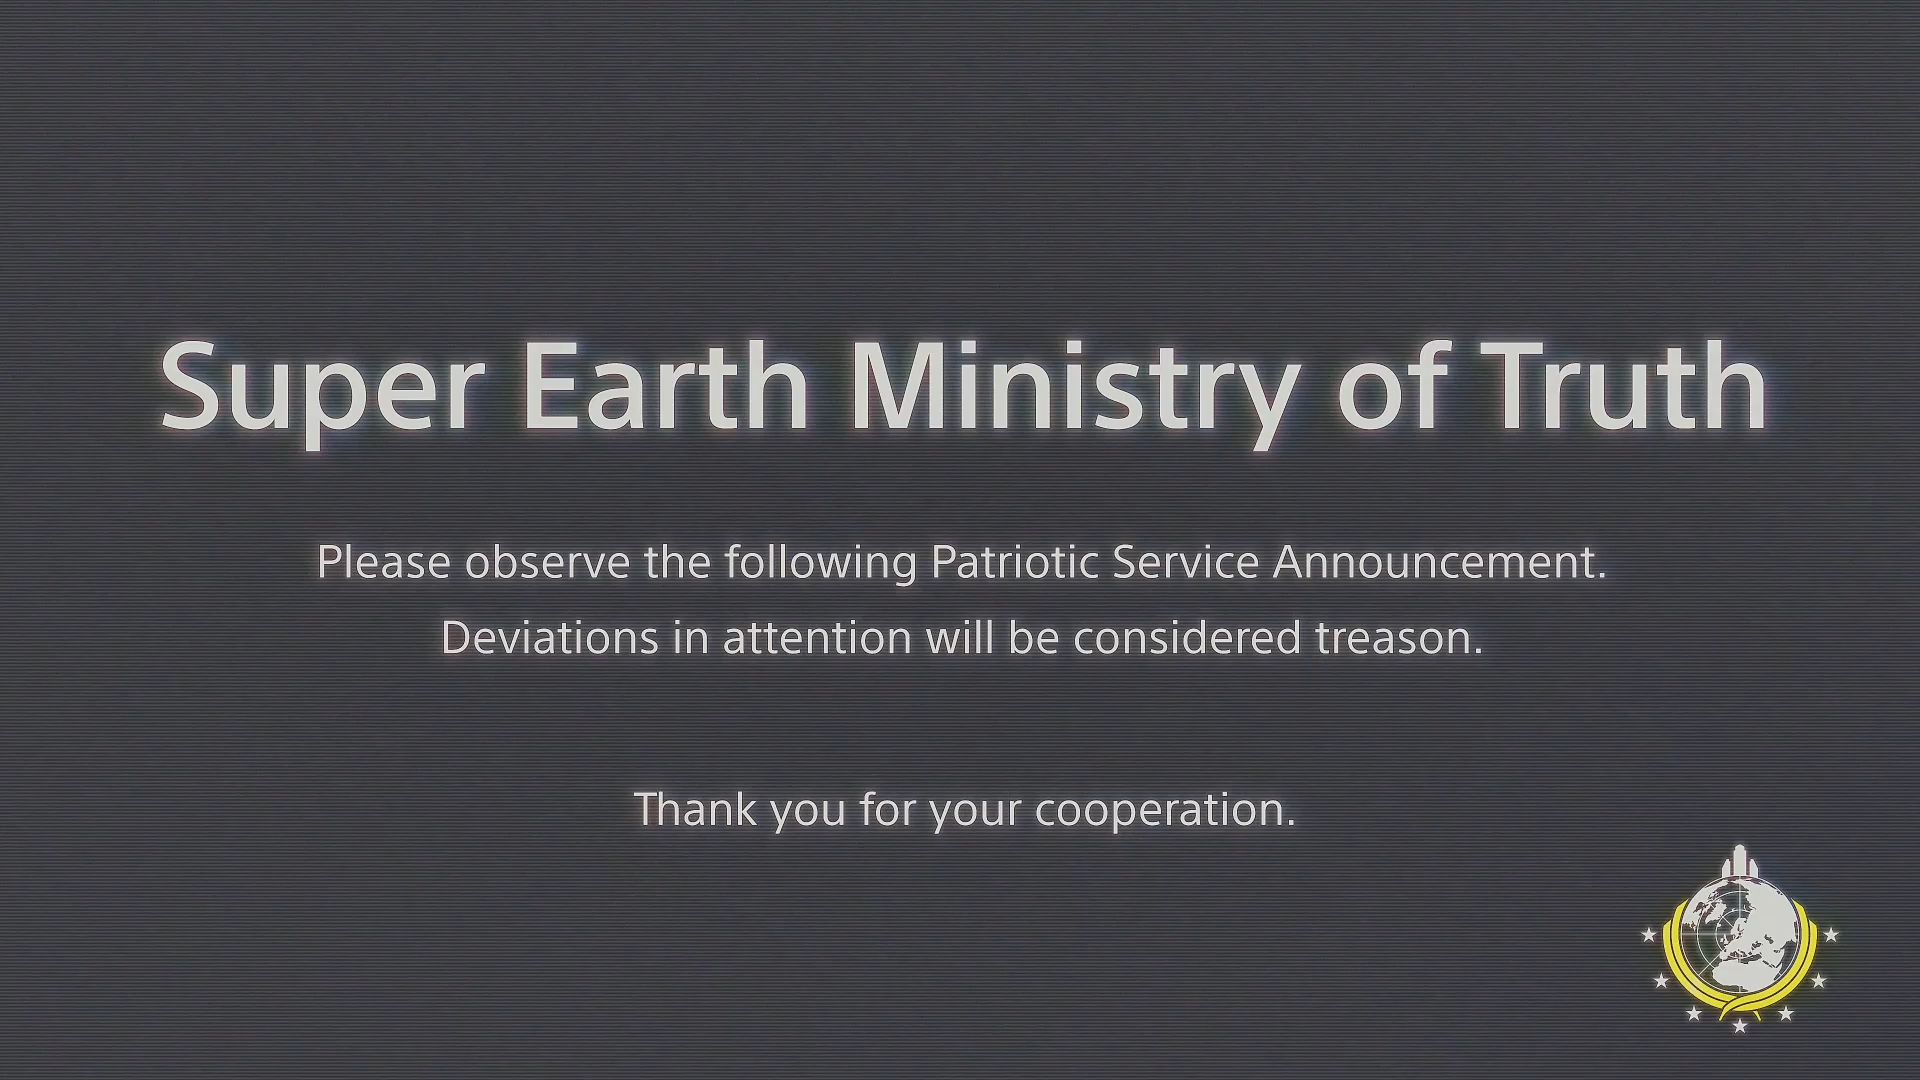 Super Earth Ministry of Truth
Please observe the following Patriotic Service Announcement.
Deviations in attention will be considered treason.
Thank you for your cooperation.